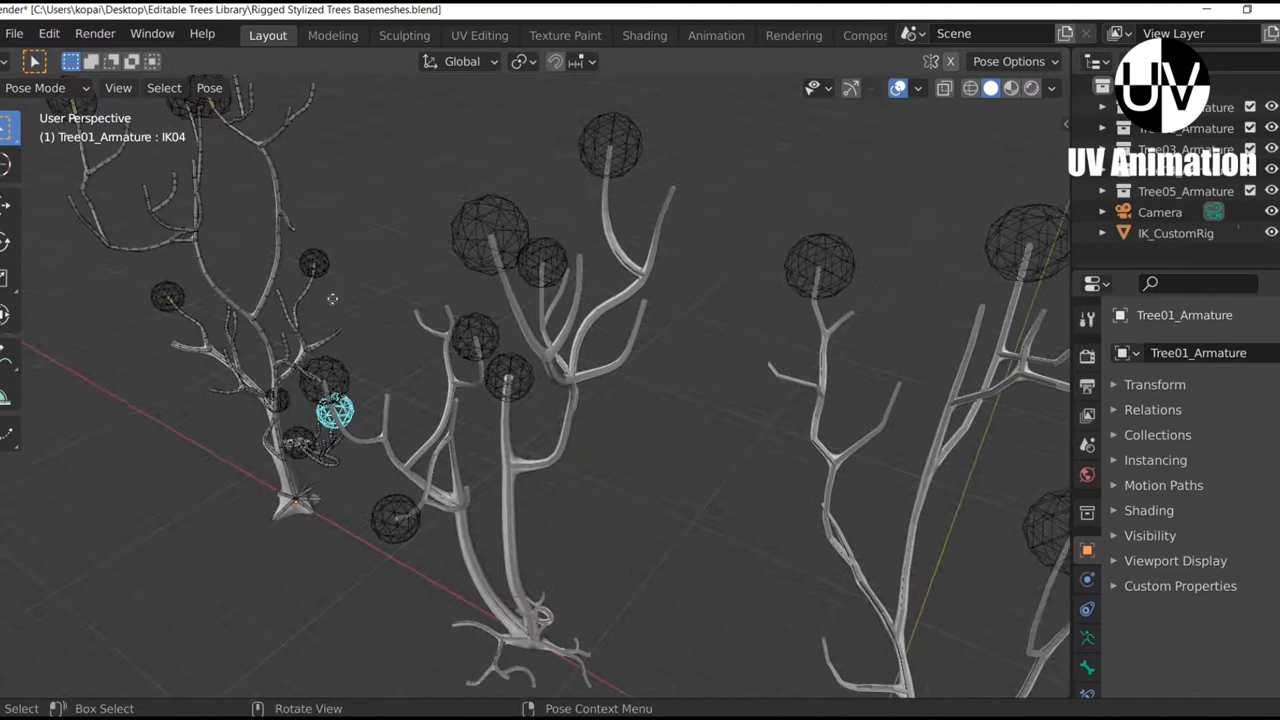 ender* [C:\Users\kopai\Desktop\Editable Trees Library\Rigged Stylized Trees Basemeshes.blend]
File Edit Render Window Help Layout Modeling Sculpting UV Editing Texture Paint Shading Animation Rendering Compos Scene View Layer
Global X Pose Options
Pose Mode View Select Pose
User Perspective
(1) Tree01_Armature : IK04
UV
UV Animation
Tree05_Armature
Camera
IK_CustomRig
Tree01_Armature
Tree01_Armature
Transform
Relations
Collections
Instancing
Motion Paths
Shading
Visibility
Viewport Display
Custom Properties
Select Box Select Rotate View Pose Context Menu